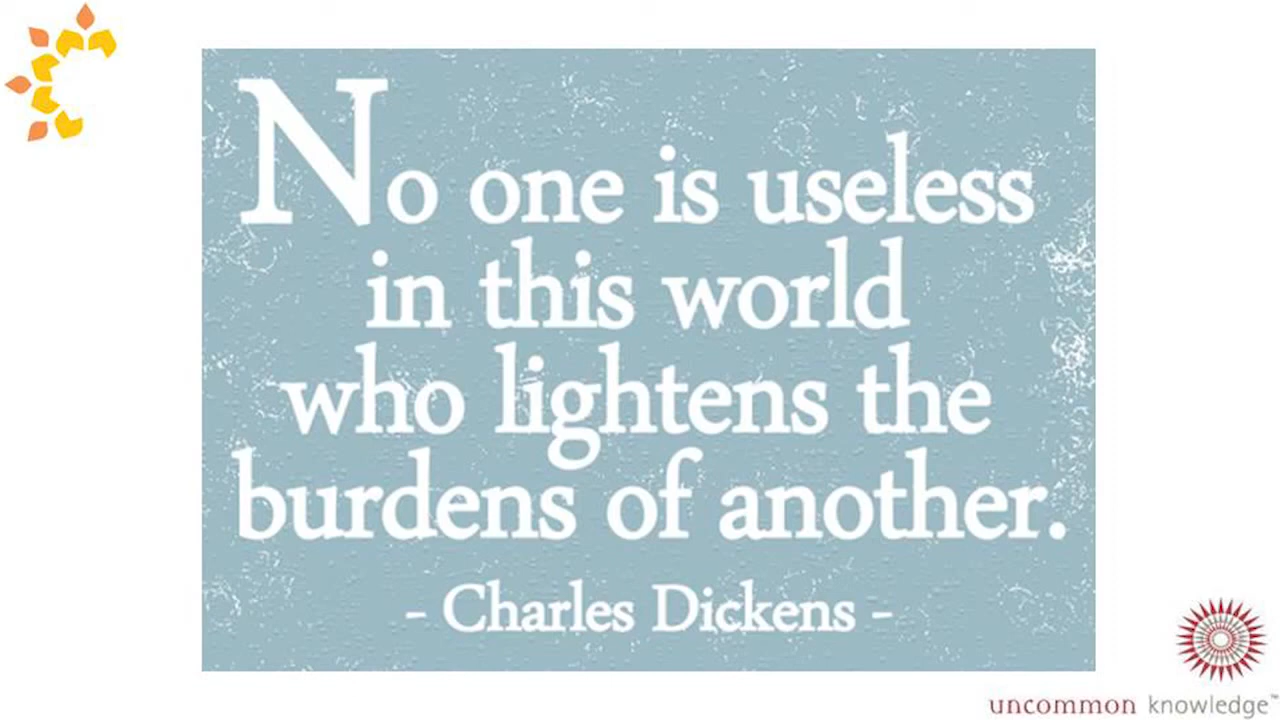 No one is useless
in this world
who lightens the
burdens of another.
- Charles Dickens -
uncommon knowledge™